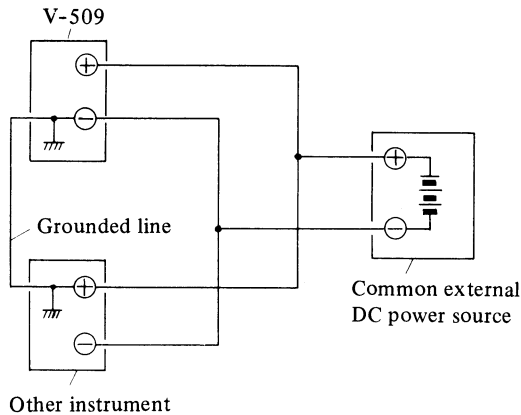 V-509
Grounded line
Common external
DC power source
Other instrument